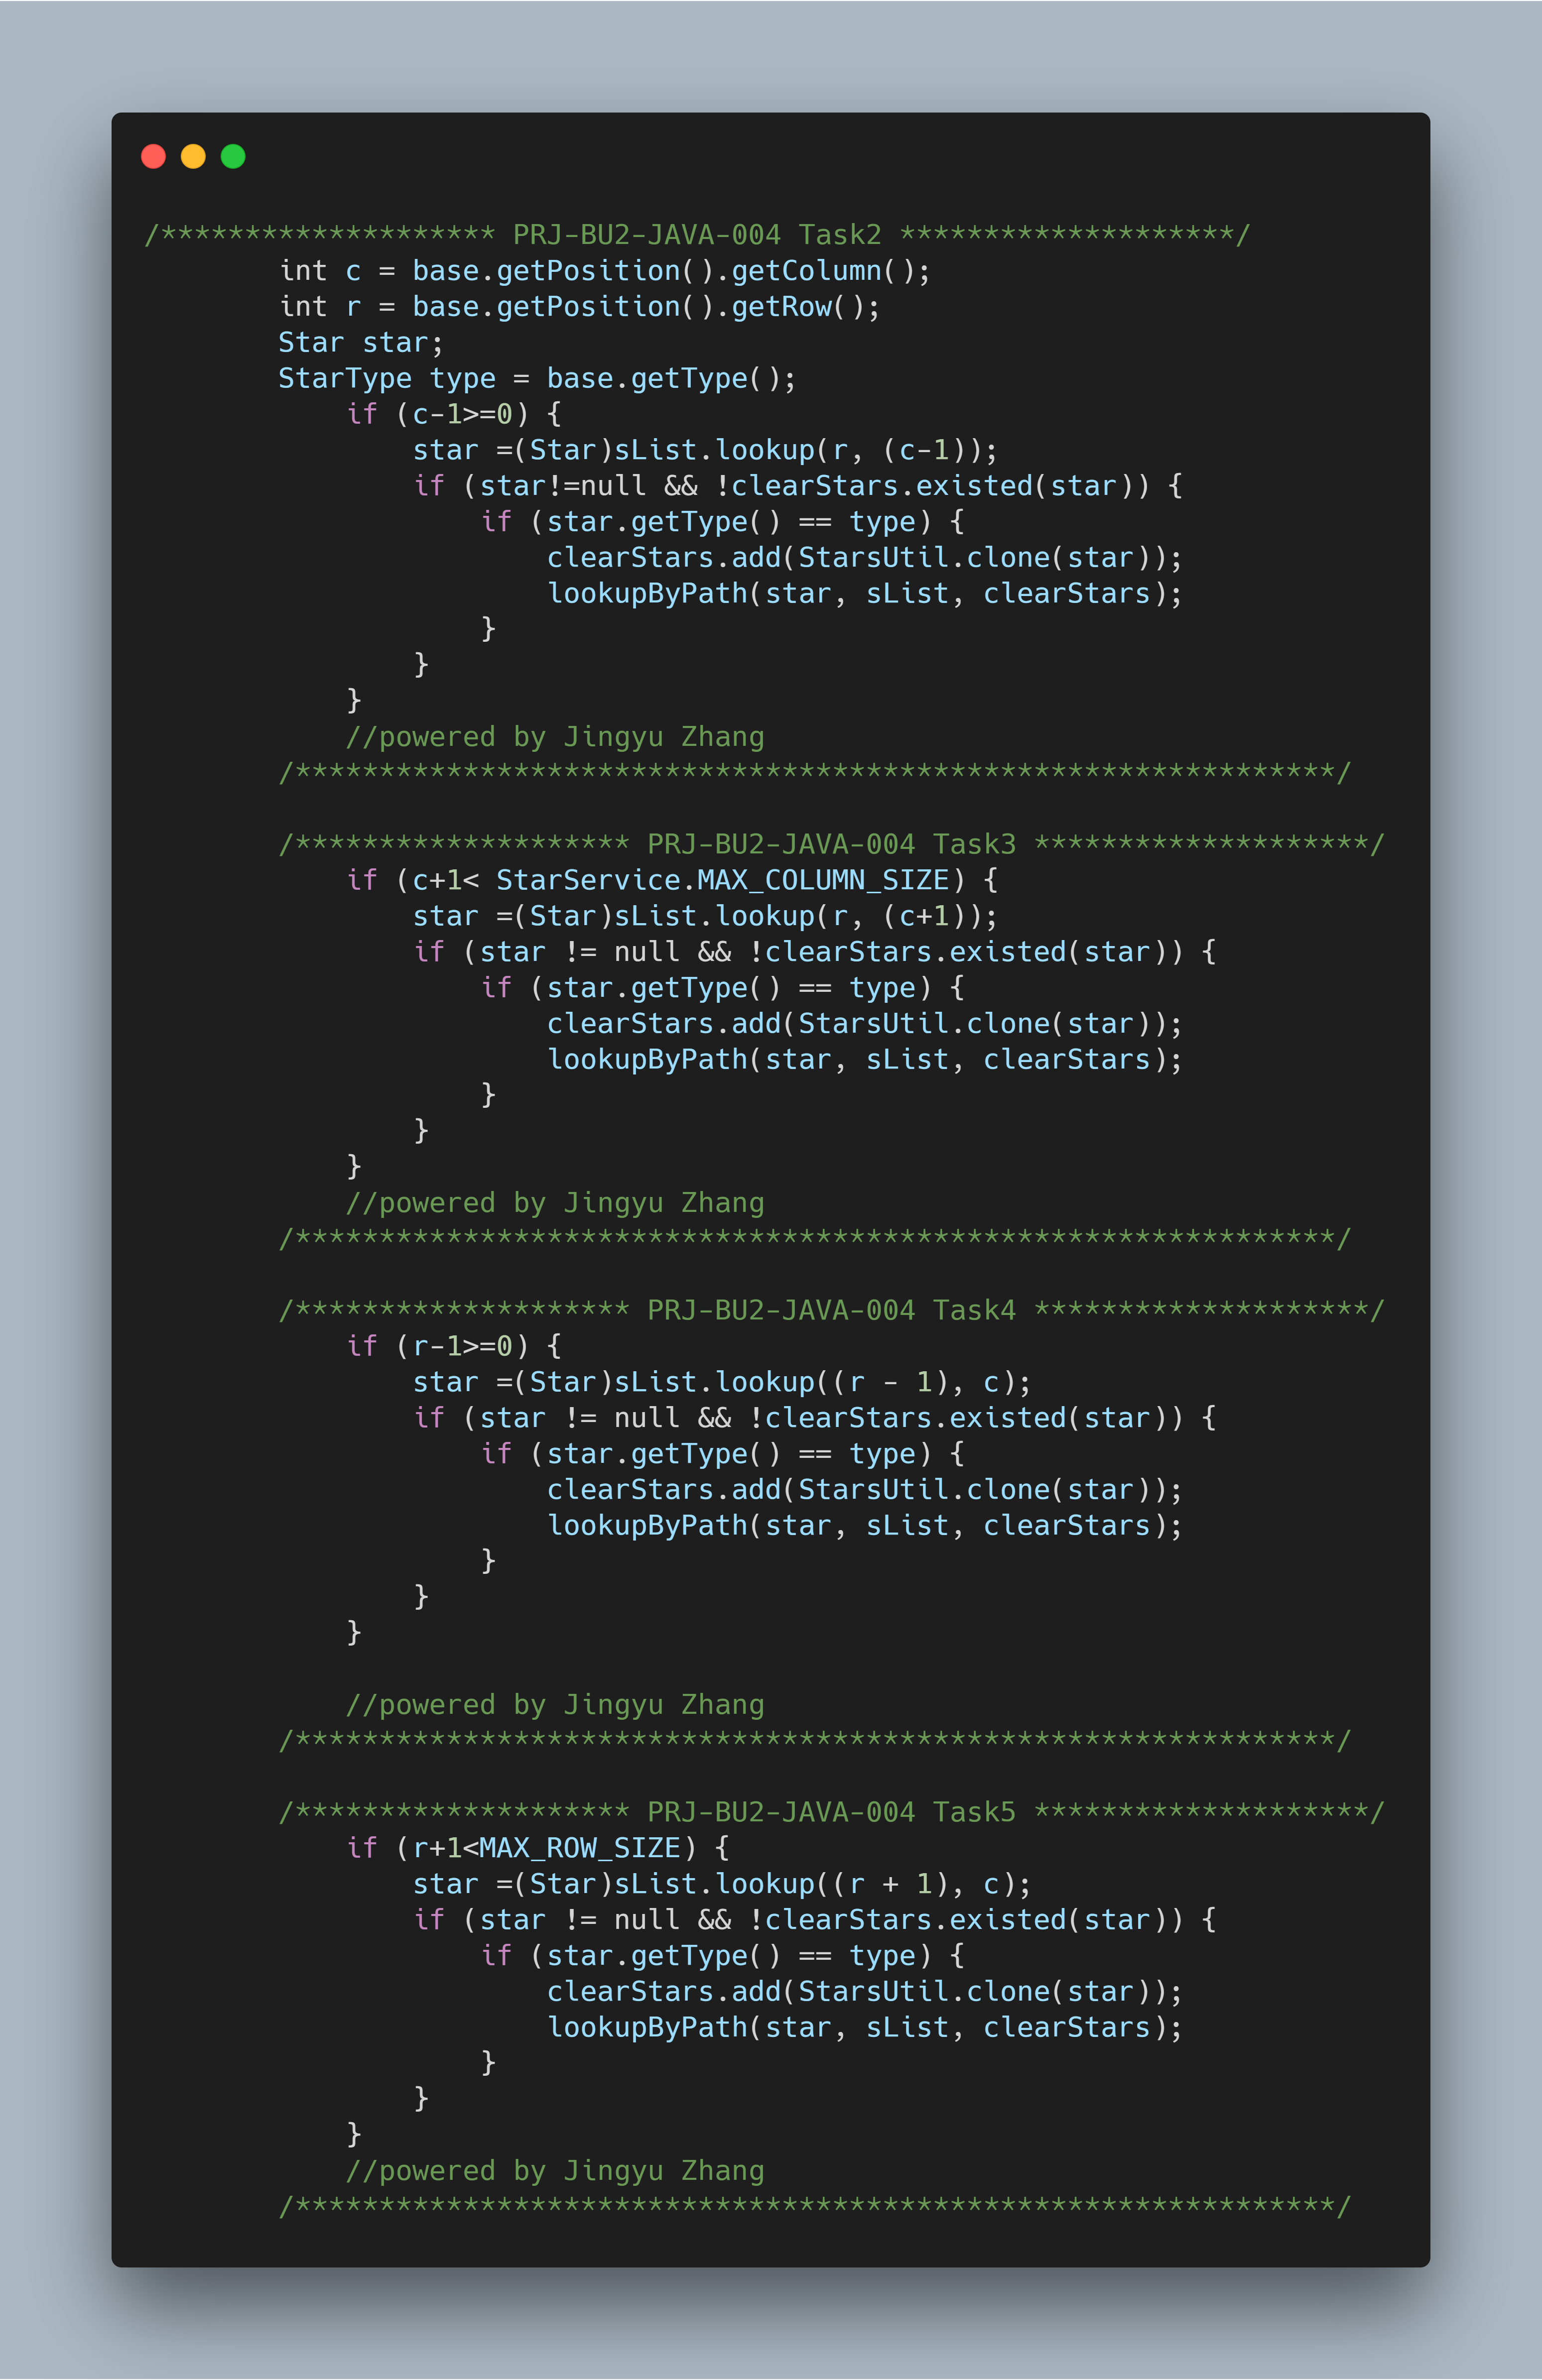 /******************** PRJ-BU2-JAVA-004 Task2 ********************/
        int c = base.getPosition().getColumn();
        int r = base.getPosition().getRow();
        Star star;
        StarType type = base.getType();
            if (c-1>=0) {
                star =(Star)sList.lookup(r, (c-1));
                if (star!=null && !clearStars.existed(star)) {
                    if (star.getType() == type) {
                        clearStars.add(StarsUtil.clone(star));
                        lookupByPath(star, sList, clearStars);
                    }
                }
            }
            //powered by Jingyu Zhang
        /**************************************************************/

        /******************** PRJ-BU2-JAVA-004 Task3 ********************/
            if (c+1< StarService.MAX_COLUMN_SIZE) {
                star =(Star)sList.lookup(r, (c+1));
                if (star != null && !clearStars.existed(star)) {
                    if (star.getType() == type) {
                        clearStars.add(StarsUtil.clone(star));
                        lookupByPath(star, sList, clearStars);
                    }
                }
            }
            //powered by Jingyu Zhang
        /**************************************************************/

        /******************** PRJ-BU2-JAVA-004 Task4 ********************/
            if (r-1>=0) {
                star =(Star)sList.lookup((r - 1), c);
                if (star != null && !clearStars.existed(star)) {
                    if (star.getType() == type) {
                        clearStars.add(StarsUtil.clone(star));
                        lookupByPath(star, sList, clearStars);
                    }
                }
            }

            //powered by Jingyu Zhang
        /**************************************************************/

        /******************** PRJ-BU2-JAVA-004 Task5 ********************/
            if (r+1<MAX_ROW_SIZE) {
                star =(Star)sList.lookup((r + 1), c);
                if (star != null && !clearStars.existed(star)) {
                    if (star.getType() == type) {
                        clearStars.add(StarsUtil.clone(star));
                        lookupByPath(star, sList, clearStars);
                    }
                }
            }
            //powered by Jingyu Zhang
        /**************************************************************/